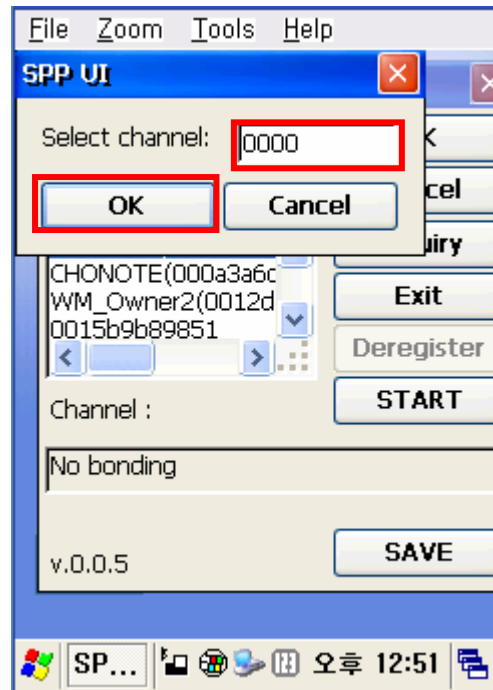 File Zoom Tools Help
SPP UI
Select channel: 0000
OK Cancel
CHONOTE(000a3a6c
WM_Owner2(0012d
0015b9b89851
Exit
Deregister
START
Channel :
No bonding
v.0.0.5
SAVE
SP... 오후 12:51